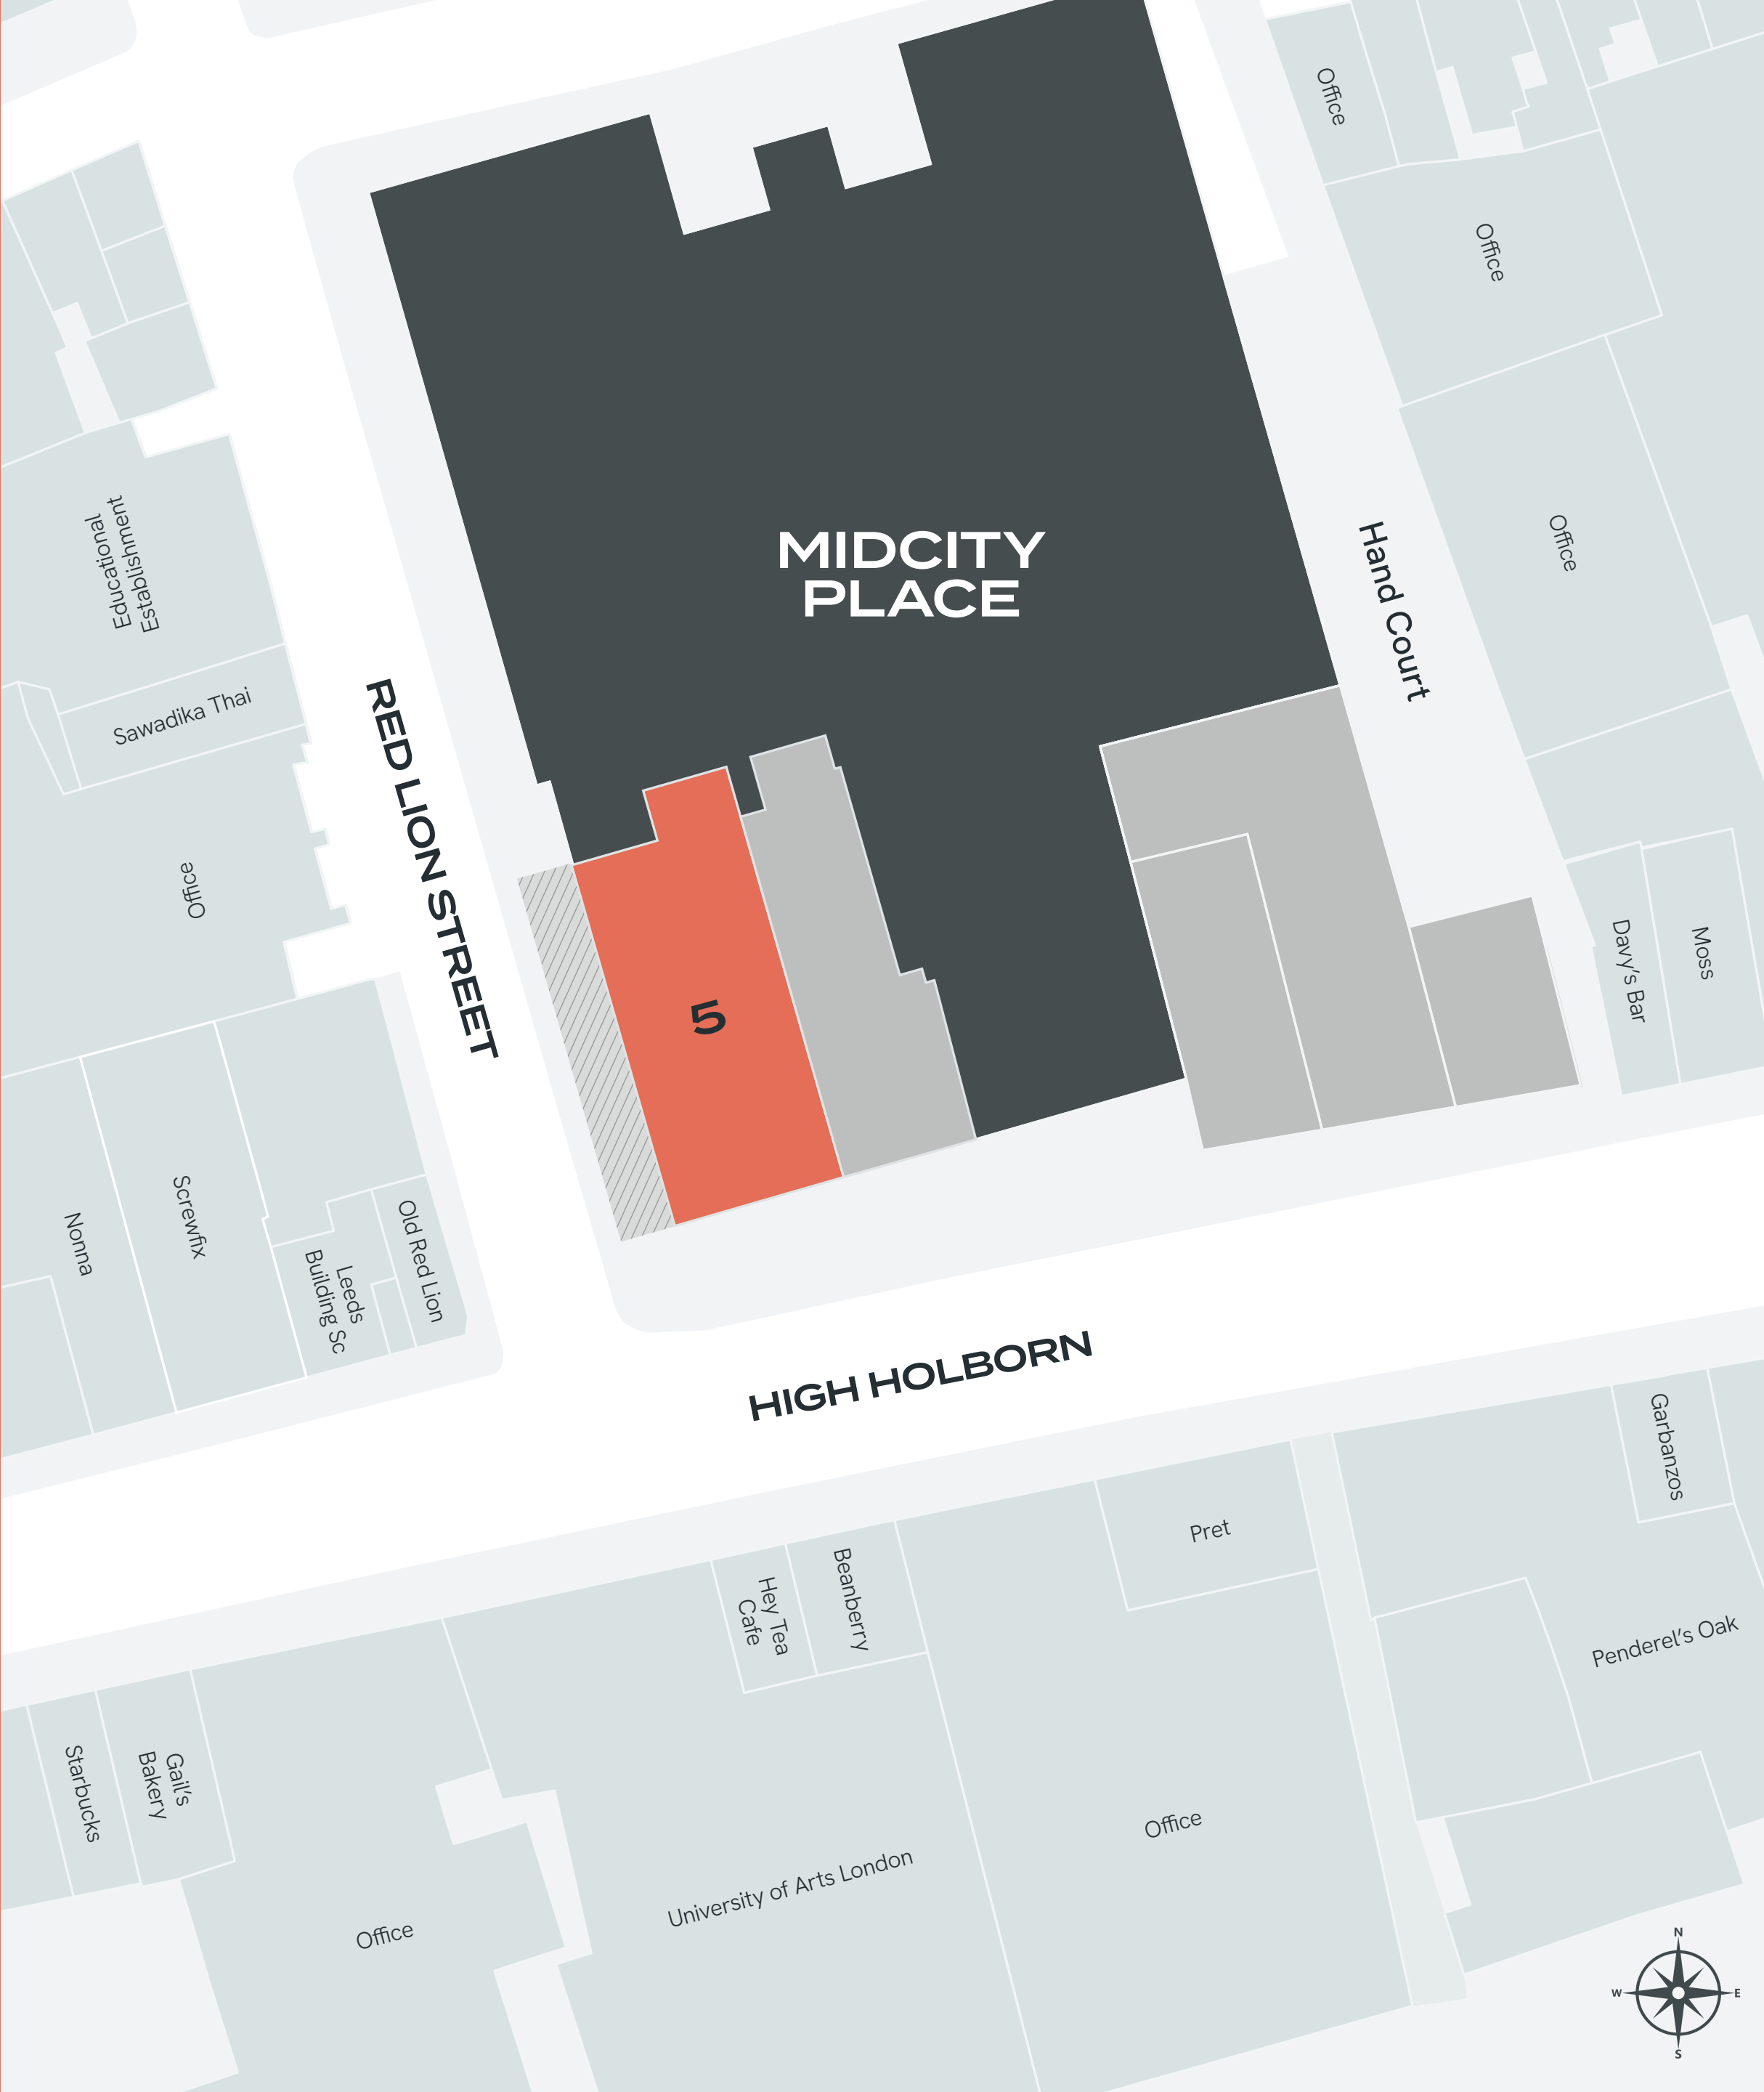 Office
Office
MIDCITY
PLACE
Hand Court
Office
Educational
Establishment
Sawadika Thai
RED LION STREET
Office
5
Davy's Bar
Moss
Nonna
Screwfix
Leeds
Building Sc
Old Red Lion
HIGH HOLBORN
Garbanzos
Pret
Hey Tea
Cafe
Beanberry
Penderel's Oak
Starbucks
Gail's
Bakery
Office
University of Arts London
Office
N
W
E
S